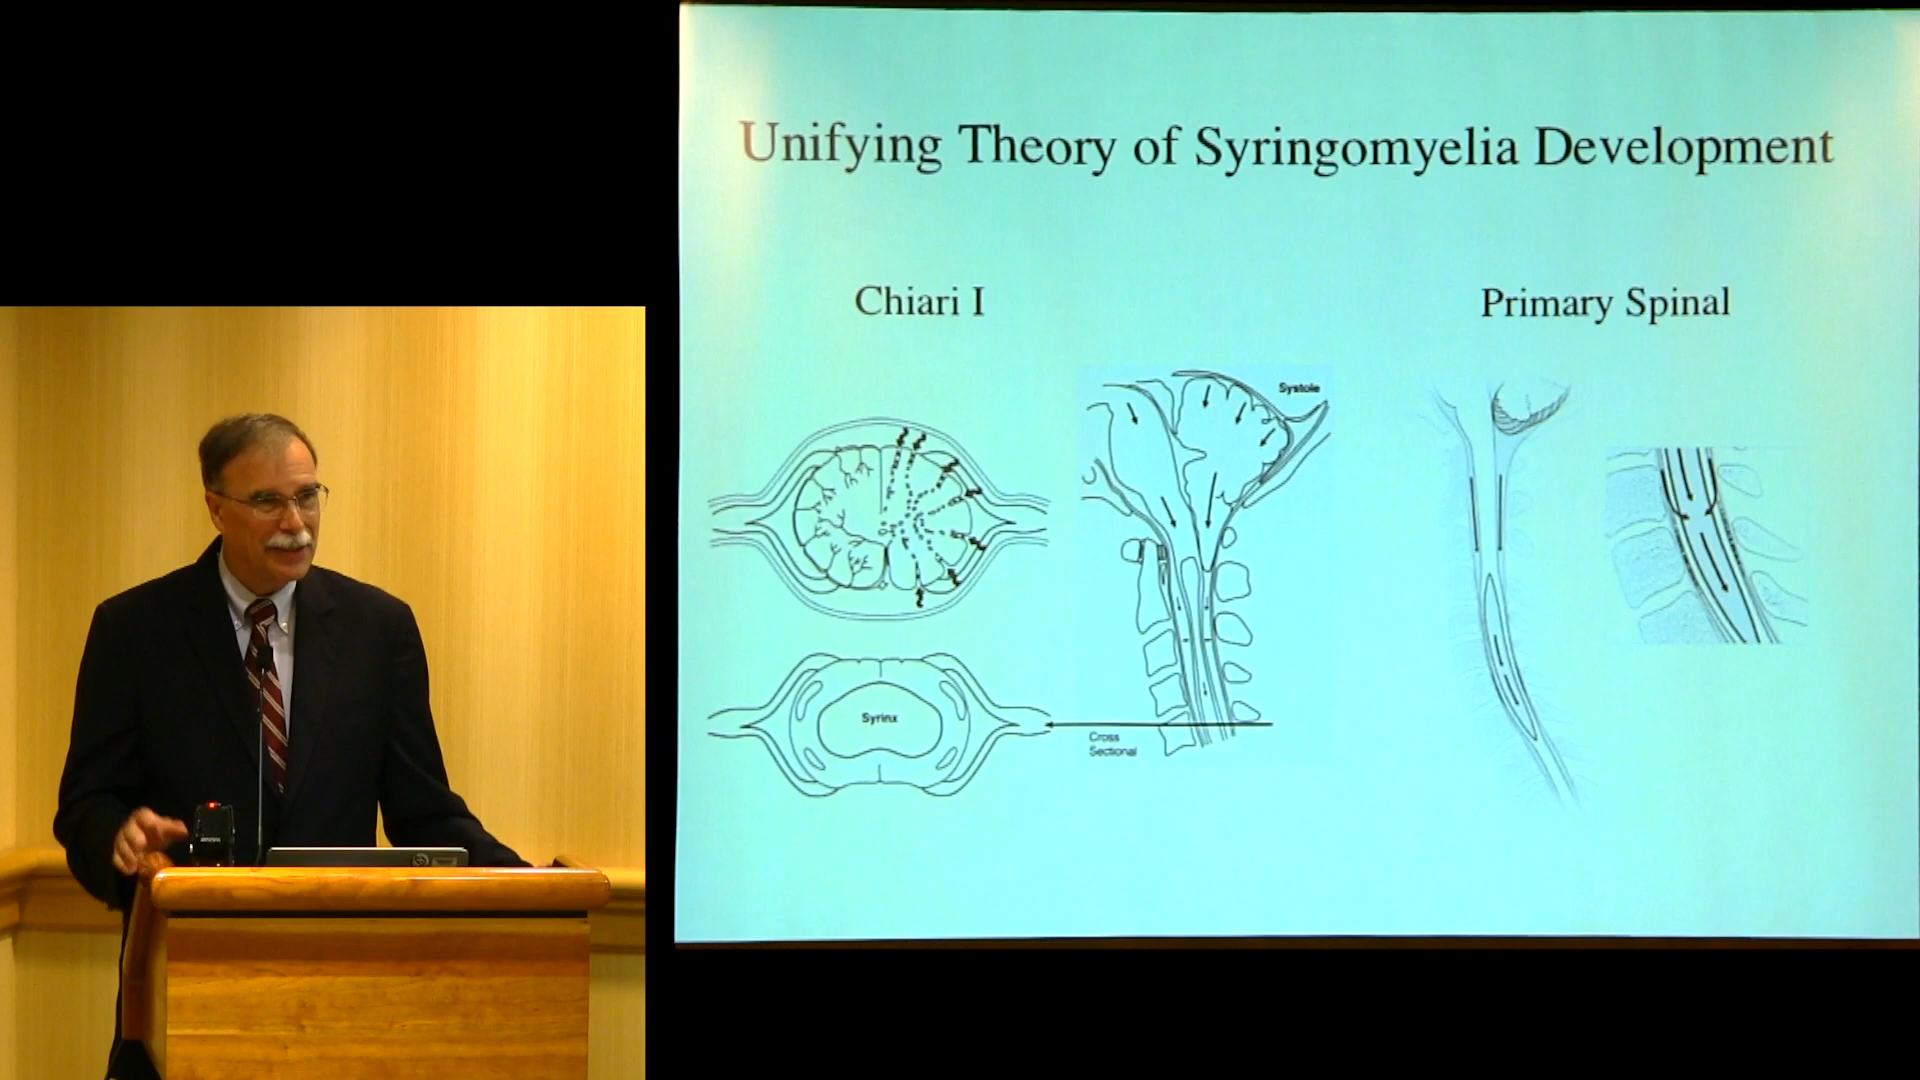 Unifying Theory of Syringomyelia Development
Chiari I
Primary Spinal
Systole
Syrinx
Cross
Sectional